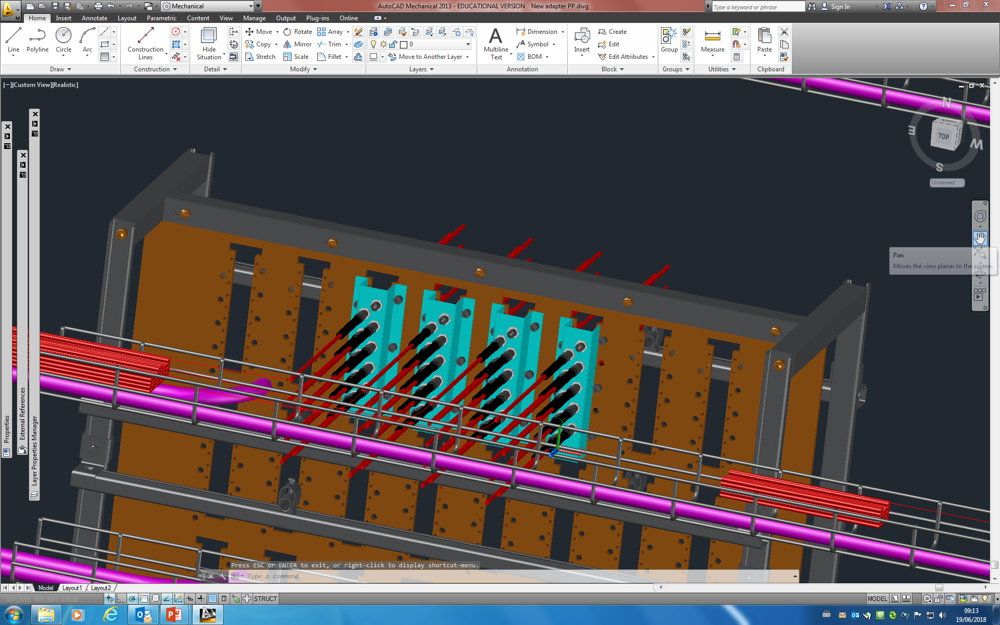 Mechanical
AutoCAD Mechanical 2013 - EDUCATIONAL VERSION New adapter PP.dwg
Type a keyword or phrase
Sign In
Home Insert Annotate Layout Parametric Content View Manage Output Plug-ins Online
Line Polyline Circle Arc
Construction Lines
Hide Situation
Move Rotate Array
Copy Mirror Trim
Stretch Scale Fillet
0
Move to Another Layer
A
Multiline Text
Dimension
Symbol
BOM
Insert
Create
Edit
Edit Attributes
Group
Measure
Paste
Draw Construction Detail Modify Layers Annotation Block Groups Utilities Clipboard
[−][Custom View][Realistic]
N
E
TOP
W
S
Unnamed
Pan
Moves the view planar to the screen.
Properties
External References
Layer Properties Manager
Press ESC or ENTER to exit, or right-click to display shortcut-menu.
Type a command
Model Layout1 Layout2
637.2693, -860.3681, 0.0000
STRUCT
MODEL
09:13
19/06/2018